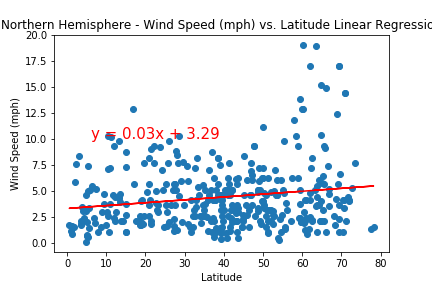 Northern Hemisphere - Wind Speed (mph) vs. Latitude Linear Regressio
20.0
17.5
15.0
12.5
10.0
7.5
5.0
2.5
0.0
Wind Speed (mph)
y = 0.03x + 3.29
0 10 20 30 40 50 60 70 80
Latitude